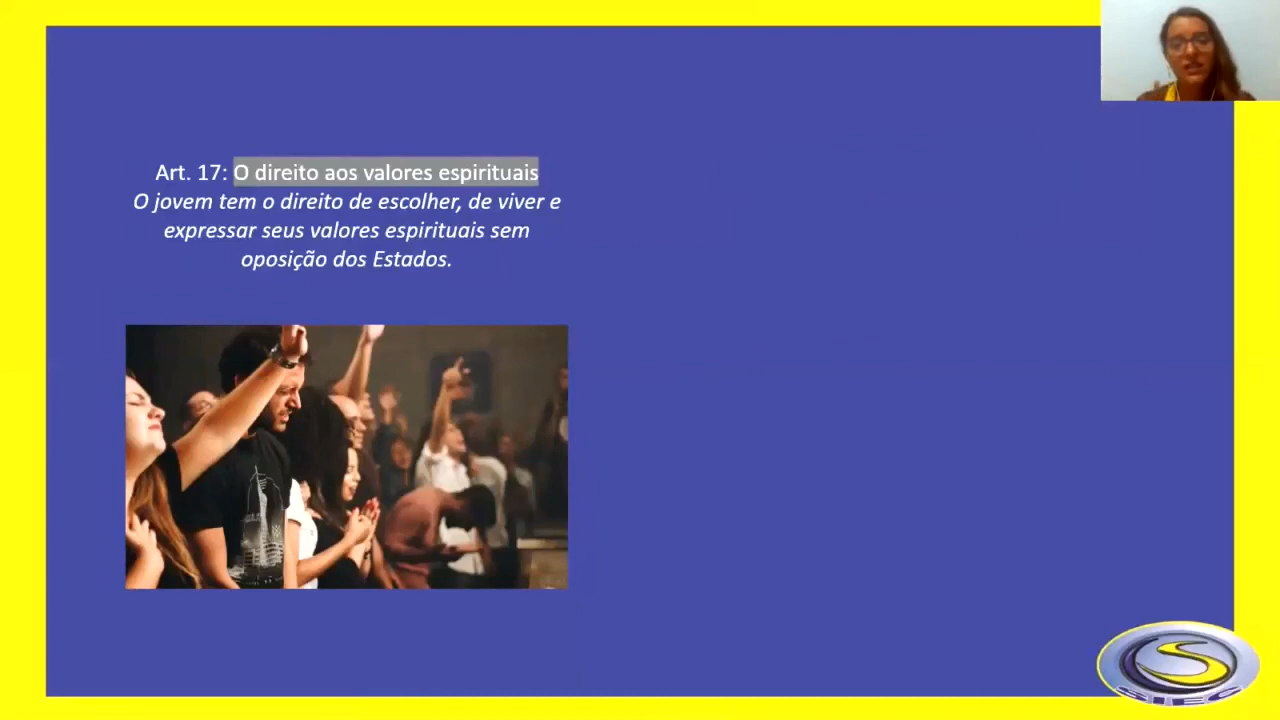 Art. 17: O direito aos valores espirituais
O jovem tem o direito de escolher, de viver e
expressar seus valores espirituais sem
oposição dos Estados.
SIEC